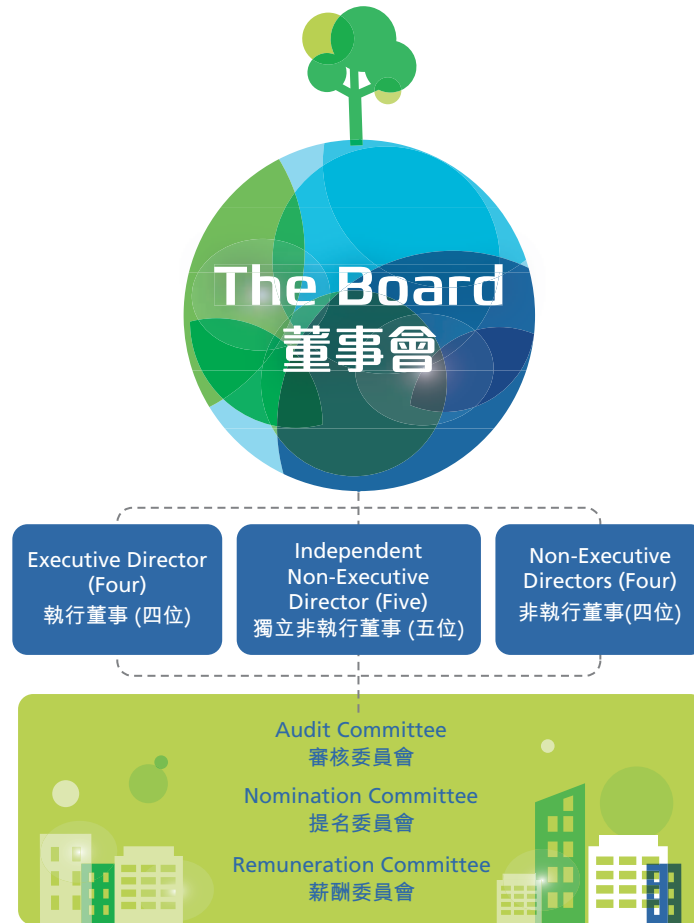 The Board
董事會
Executive Director
(Four)
執行董事 (四位)
Independent
Non-Executive
Director (Five)
獨立非執行董事 (五位)
Non-Executive
Directors (Four)
非執行董事(四位)
Audit Committee
審核委員會
Nomination Committee
提名委員會
Remuneration Committee
薪酬委員會